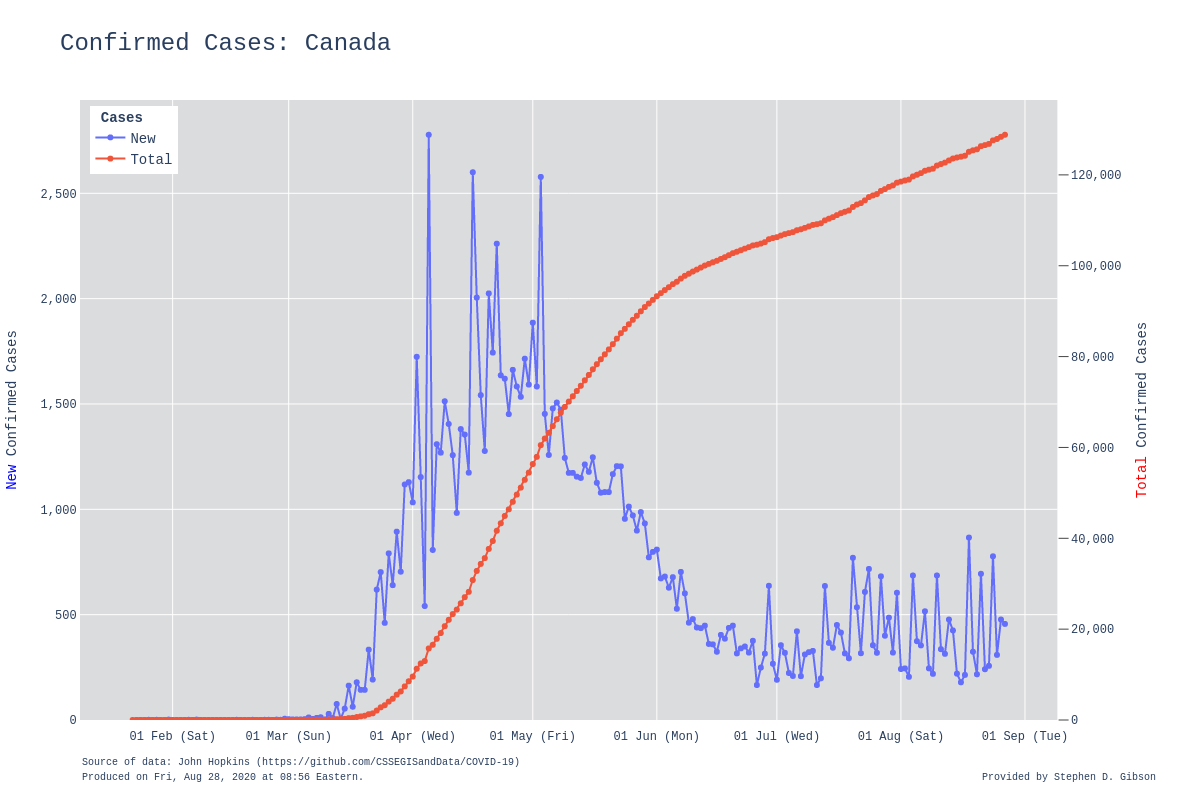 Confirmed Cases: Canada
Cases
New
Total
2,500
2,000
1,500
1,000
500
0
New Confirmed Cases
120,000
100,000
80,000
60,000
40,000
20,000
0
Total Confirmed Cases
01 Feb (Sat)
01 Mar (Sun)
01 Apr (Wed)
01 May (Fri)
01 Jun (Mon)
01 Jul (Wed)
01 Aug (Sat)
01 Sep (Tue)
Source of data: John Hopkins (https://github.com/CSSEGISandData/COVID-19)
Produced on Fri, Aug 28, 2020 at 08:56 Eastern.
Provided by Stephen D. Gibson